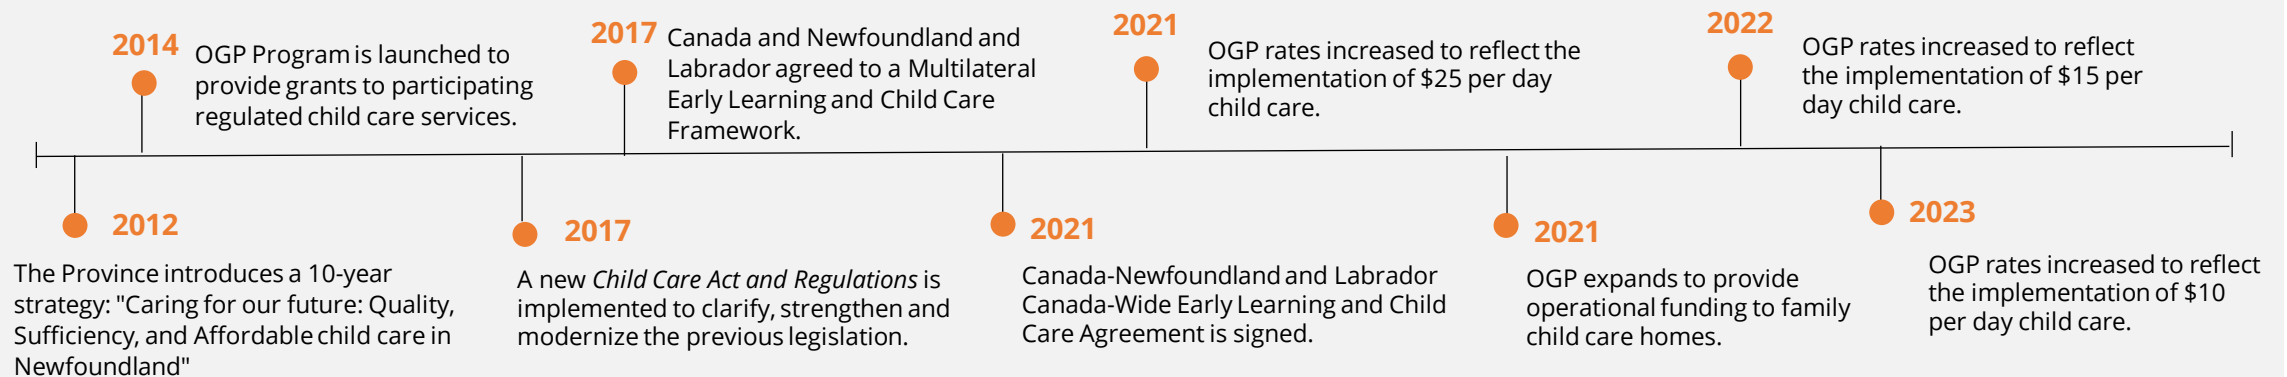 2014
OGP Program is launched to
provide grants to participating
regulated child care services.
2017
Canada and Newfoundland and
Labrador agreed to a Multilateral
Early Learning and Child Care
Framework.
2021
OGP rates increased to reflect the
implementation of $25 per day
child care.
2022
OGP rates increased to reflect
the implementation of $15 per
day child care.
2012
The Province introduces a 10-year
strategy: "Caring for our future: Quality,
Sufficiency, and Affordable child care in
Newfoundland"
2017
A new Child Care Act and Regulations is
implemented to clarify, strengthen and
modernize the previous legislation.
2021
Canada-Newfoundland and Labrador
Canada-Wide Early Learning and Child
Care Agreement is signed.
2021
OGP expands to provide
operational funding to family
child care homes.
2023
OGP rates increased to reflect
the implementation of $10
per day child care.